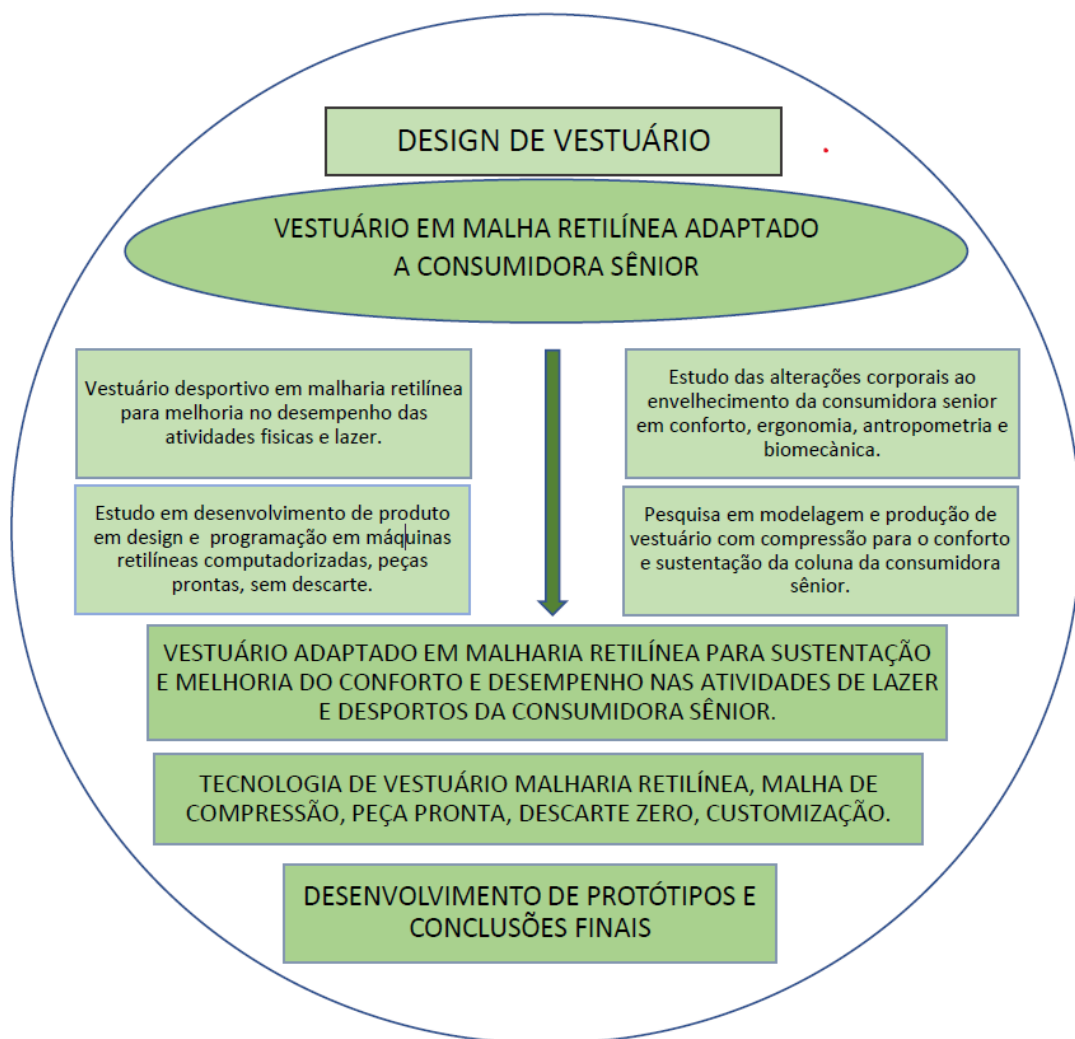 DESIGN DE VESTUÁRIO
VESTUÁRIO EM MALHA RETILÍNEA ADAPTADO
A CONSUMIDORA SÊNIOR
Vestuário desportivo em malharia retilínea
para melhoria no desempenho das
atividades fisicas e lazer.
Estudo das alterações corporais ao
envelhecimento da consumidora senior
em conforto, ergonomia, antropometria e
biomecànica.
Estudo em desenvolvimento de produto
em design e programação em máquinas
retilíneas computadorizadas, peças
prontas, sem descarte.
Pesquisa em modelagem e produção de
vestuário com compressão para o conforto
e sustentação da coluna da consumidora
sênior.
VESTUÁRIO ADAPTADO EM MALHARIA RETILÍNEA PARA SUSTENTAÇÃO
E MELHORIA DO CONFORTO E DESEMPENHO NAS ATIVIDADES DE LAZER
E DESPORTOS DA CONSUMIDORA SÊNIOR.
TECNOLOGIA DE VESTUÁRIO MALHARIA RETILÍNEA, MALHA DE
COMPRESSÃO, PEÇA PRONTA, DESCARTE ZERO, CUSTOMIZAÇÃO.
DESENVOLVIMENTO DE PROTÓTIPOS E
CONCLUSÕES FINAIS